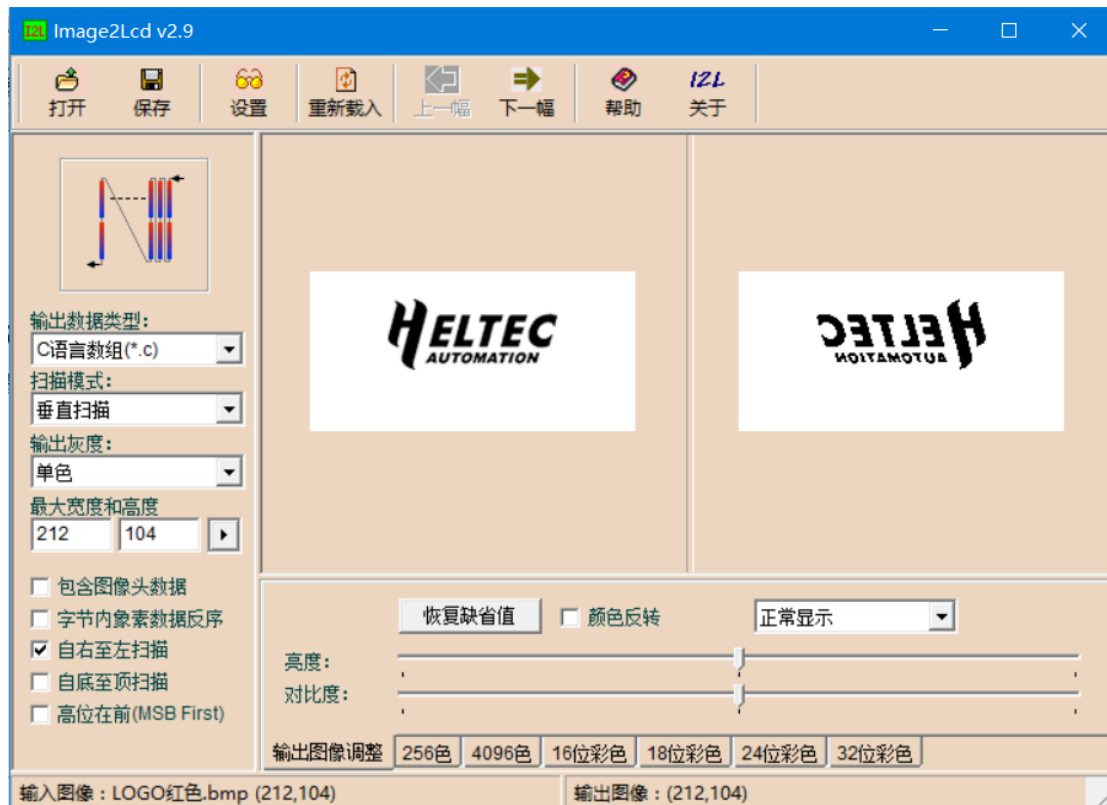 I2L Image2Lcd v2.9
打开 保存 设置 重新载入 上一幅 下一幅 帮助 I2L 关于
输出数据类型:
C语言数组(*.c)
扫描模式:
垂直扫描
输出灰度:
单色
最大宽度和高度
212 104
包含图像头数据
字节内象素数据反序
自右至左扫描
自底至顶扫描
高位在前(MSB First)
HELTEC
AUTOMATION
HELTEC
AUTOMATION
恢复缺省值 颜色反转 正常显示
亮度:
对比度:
输出图像调整 256色 4096色 16位彩色 18位彩色 24位彩色 32位彩色
输入图像：LOGO红色.bmp (212,104) 输出图像：(212,104)